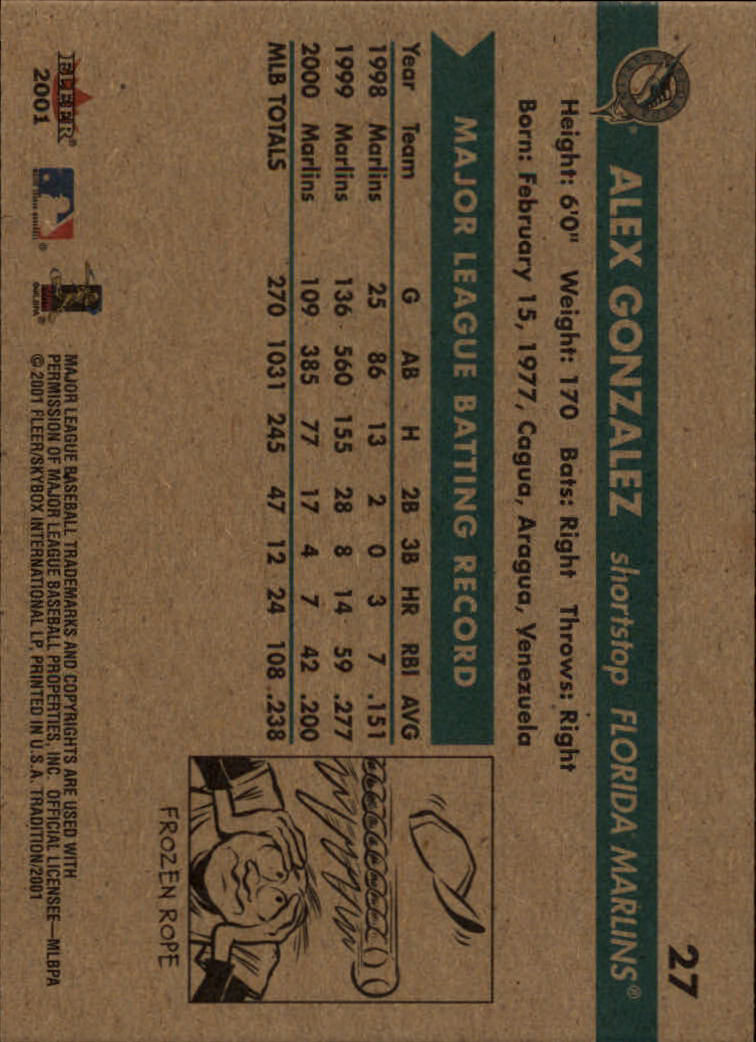 27
ALEX GONZALEZ shortstop FLORIDA MARLINS®
Height: 6'0" Weight: 170 Bats: Right Throws: Right
Born: February 15, 1977, Cagua, Aragua, Venezuela
MAJOR LEAGUE BATTING RECORD
Year Team G AB H 2B 3B HR RBI AVG
1998 Marlins 25 86 13 2 0 3 7 .151
1999 Marlins 136 560 155 28 8 14 59 .277
2000 Marlins 109 385 77 17 4 7 42 .200
MLB TOTALS 270 1031 245 47 12 24 108 .238
FROZEN ROPE
FLEER®
2001
MAJOR LEAGUE BASEBALL TRADEMARKS AND COPYRIGHTS ARE USED WITH
PERMISSION OF MAJOR LEAGUE BASEBALL PROPERTIES, INC. OFFICIAL LICENSEE—MLBPA
© 2001 FLEER/SKYBOX INTERNATIONAL LP, PRINTED IN U.S.A. TRADITION/2001